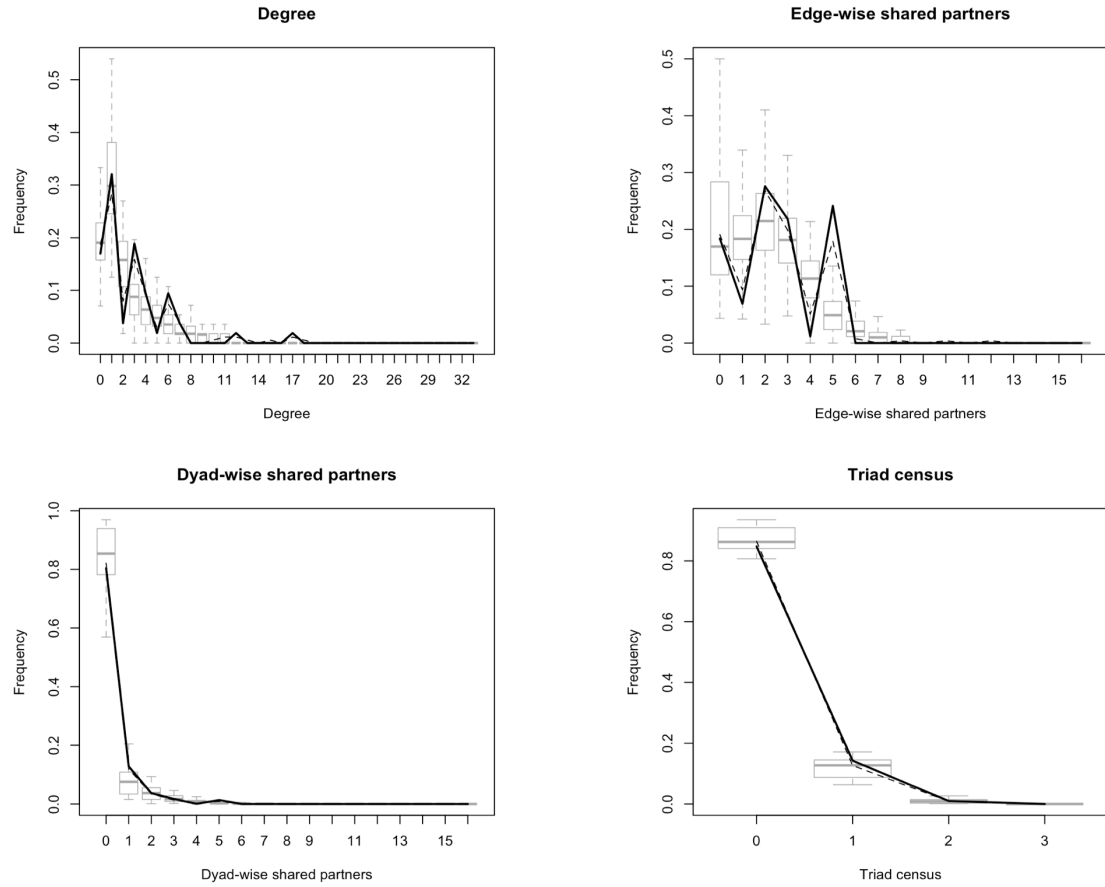 Degree
Frequency
0.0 0.1 0.2 0.3 0.4 0.5
0 2 4 6 8 11 14 17 20 23 26 29 32
Degree
Edge-wise shared partners
Frequency
0.0 0.1 0.2 0.3 0.4 0.5
0 1 2 3 4 5 6 7 8 9 11 13 15
Edge-wise shared partners
Dyad-wise shared partners
Frequency
0.0 0.2 0.4 0.6 0.8 1.0
0 1 2 3 4 5 6 7 8 9 11 13 15
Dyad-wise shared partners
Triad census
Frequency
0.0 0.2 0.4 0.6 0.8
0 1 2 3
Triad census